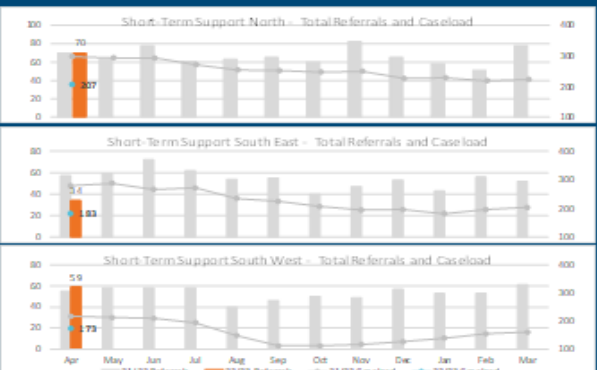 Short-Term Support North - Total Referrals and Caseload
100 400
80 70 300
60
40 207 200
20
0 100
Short-Term Support South East - Total Referrals and Caseload
80 400
60 300
40 34
20 200
0 100
Short-Term Support South West - Total Referrals and Caseload
80 400
60 59 300
40
20 173 200
0 100
Apr May Jun Jul Aug Sep Oct Nov Dec Jan Feb Mar